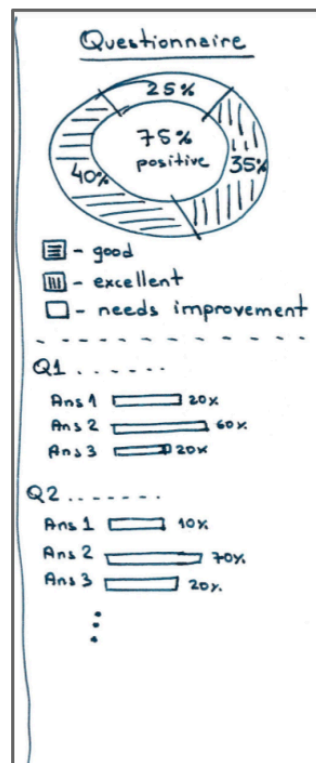 Questionnaire
25%
75%
positive
40%
35%
- good
- excellent
- needs improvement
Q1 . . . . . . .
Ans 1 20%
Ans 2 60%
Ans 3 20%
Q2 . . . . . . .
Ans 1 10%
Ans 2 70%
Ans 3 20%